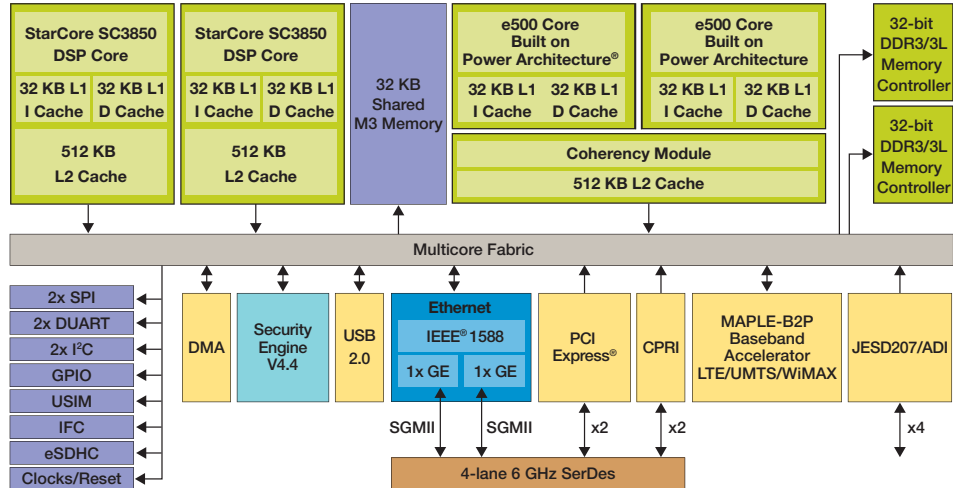 StarCore SC3850
DSP Core
32 KB L1
I Cache
32 KB L1
D Cache
512 KB
L2 Cache
StarCore SC3850
DSP Core
32 KB L1
I Cache
32 KB L1
D Cache
512 KB
L2 Cache
32 KB
Shared
M3 Memory
e500 Core
Built on
Power Architecture®
32 KB L1
I Cache
32 KB L1
D Cache
e500 Core
Built on
Power Architecture
32 KB L1
I Cache
32 KB L1
D Cache
Coherency Module
512 KB L2 Cache
32-bit
DDR3/3L
Memory
Controller
32-bit
DDR3/3L
Memory
Controller
Multicore Fabric
2x SPI
2x DUART
2x I²C
GPIO
USIM
IFC
eSDHC
Clocks/Reset
DMA
Security
Engine
V4.4
USB
2.0
Ethernet
IEEE® 1588
1x GE
1x GE
PCI
Express®
CPRI
MAPLE-B2P
Baseband
Accelerator
LTE/UMTS/WiMAX
JESD207/ADI
SGMII
SGMII
x2
x2
x4
4-lane 6 GHz SerDes